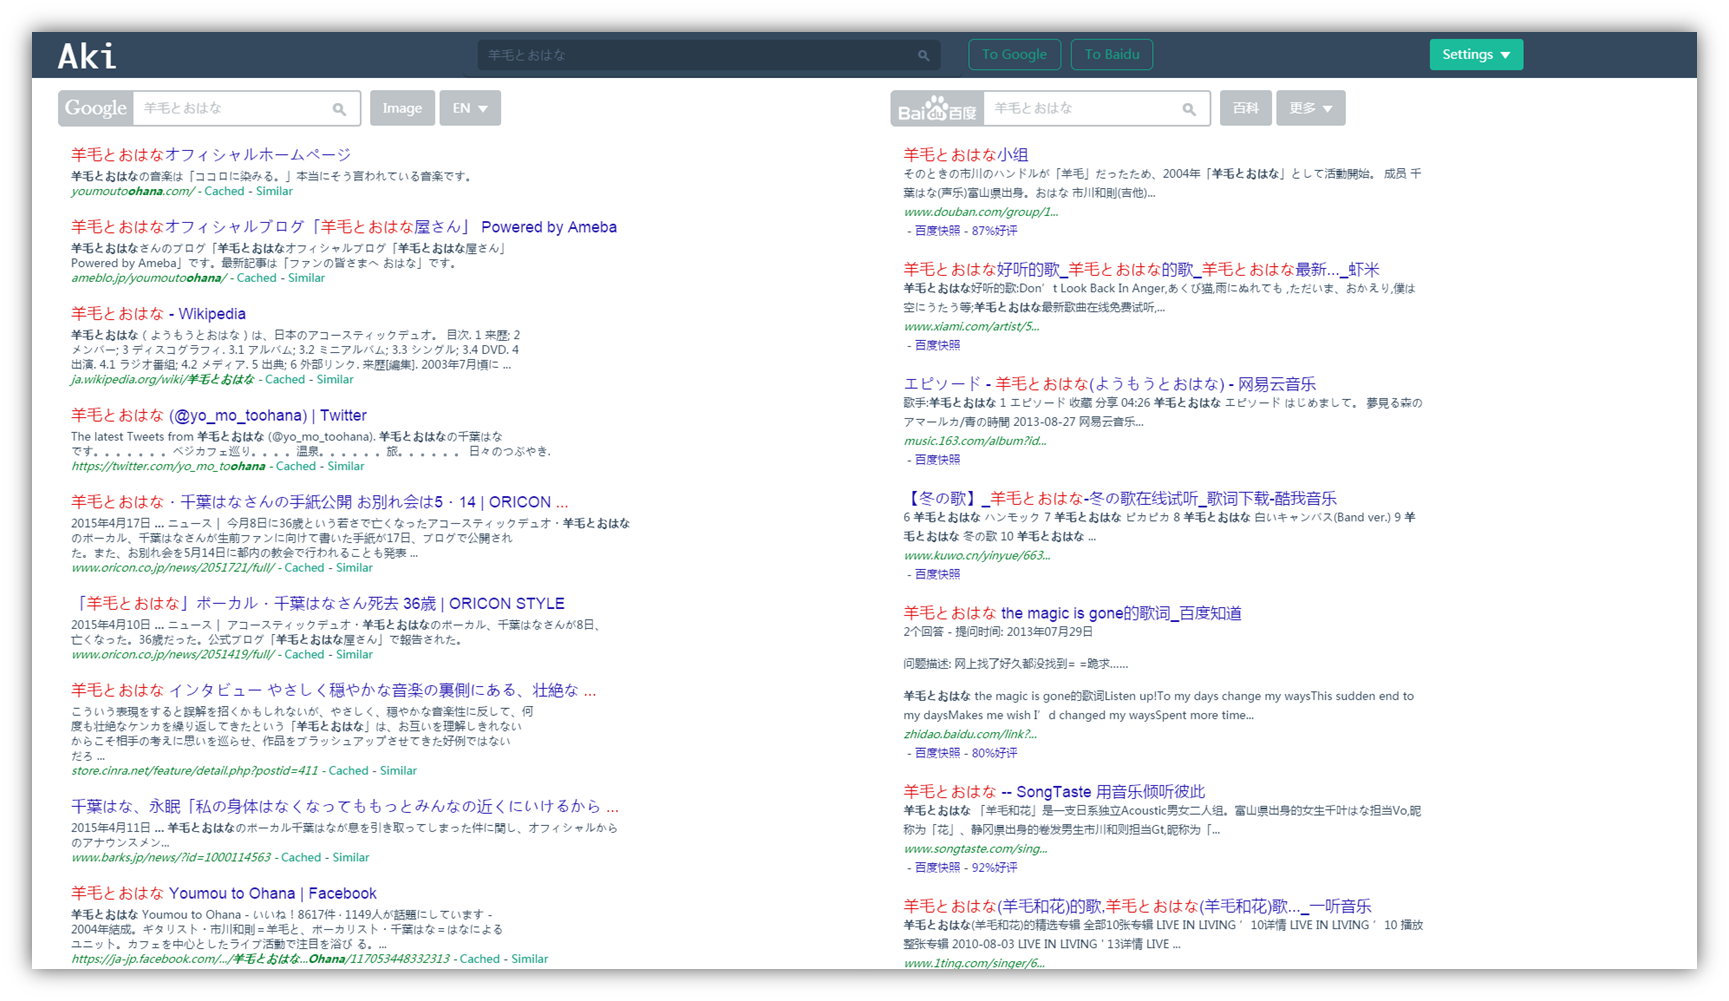 Aki
羊毛とおはな
To Google
To Baidu
Settings
Google
羊毛とおはな
Image
EN
羊毛とおはなオフィシャルホームページ
羊毛とおはなの音楽は「ココロに染みる。」本当にそう言われている音楽です。
youmoutoohana.com/ - Cached - Similar
羊毛とおはなオフィシャルブログ「羊毛とおはな屋さん」 Powered by Ameba
羊毛とおはなさんのブログ「羊毛とおはなオフィシャルブログ「羊毛とおはな屋さん」
Powered by Ameba」です。最新記事は「ファンの皆さまへ おはな」です。
ameblo.jp/youmoutoohana/ - Cached - Similar
羊毛とおはな - Wikipedia
羊毛とおはな ( ようもうとおはな ) は、日本のアコースティックデュオ。 目次. 1 来歴; 2
メンバー; 3 ディスコグラフィ. 3.1 アルバム; 3.2 ミニアルバム; 3.3 シングル; 3.4 DVD. 4
出演. 4.1 ラジオ番組; 4.2 メディア. 5 出典; 6 外部リンク. 来歴[編集]. 2003年7月頃に ...
ja.wikipedia.org/wiki/羊毛とおはな - Cached - Similar
羊毛とおはな (@yo_mo_toohana) | Twitter
The latest Tweets from 羊毛とおはな (@yo_mo_toohana). 羊毛とおはなの千葉はな
です。。。。。。。ベジカフェ巡り。。。。温泉。。。。。。旅。。。。。。 日々のつぶやき.
https://twitter.com/yo_mo_toohana - Cached - Similar
羊毛とおはな・千葉はなさんの手紙公開 お別れ会は5・14 | ORICON ...
2015年4月17日 ... ニュース｜ 今月8日に36歳という若さで亡くなったアコースティックデュオ・羊毛とおはな
のボーカル、千葉はなさんが生前ファンに向けて書いた手紙が17日、ブログで公開され
た。また、お別れ会を5月14日に都内の教会で行われることも発表 ...
www.oricon.co.jp/news/2051721/full/ - Cached - Similar
「羊毛とおはな」ボーカル・千葉はなさん死去 36歳 | ORICON STYLE
2015年4月10日 ... ニュース｜ アコースティックデュオ・羊毛とおはなのボーカル、千葉はなさんが8日、
亡くなった。36歳だった。公式ブログ「羊毛とおはな屋さん」で報告された。
www.oricon.co.jp/news/2051419/full/ - Cached - Similar
羊毛とおはな インタビュー やさしく穏やかな音楽の裏側にある、壮絶な ...
こういう表現をすると誤解を招くかもしれないが、やさしく、穏やかな音楽性に反して、何
度も壮絶なケンカを繰り返してきたという「羊毛とおはな」は、お互いを理解しきれない
からこそ相手の考えに思いを巡らせ、作品をブラッシュアップさせてきた好例ではない
だろ ...
store.cinra.net/feature/detail.php?postid=411 - Cached - Similar
千葉はな、永眠「私の身体はなくなってももっとみんなの近くにいけるから ...
2015年4月11日 ... 羊毛とおはなのボーカル千葉はなが息を引き取ってしまった件に関し、オフィシャルから
のアナウンスメン...
www.barks.jp/news/?id=1000114563 - Cached - Similar
羊毛とおはな Youmou to Ohana | Facebook
羊毛とおはな Youmou to Ohana - いいね！8617件 · 1149人が話題にしています -
2004年結成。ギタリスト・市川和則＝羊毛と、ボーカリスト・千葉はな＝はなによる
ユニット。カフェを中心としたライブ活動で注目を浴び る。...
https://ja-jp.facebook.com/.../羊毛とおはな...Ohana/117053448332313 - Cached - Similar
Bai du 百度
羊毛とおはな
百科
更多
羊毛とおはな小组
そのときの市川のハンドルが「羊毛」だったため、2004年「羊毛とおはな」として活動開始。 成员 千
葉はな(声乐)富山県出身。おはな 市川和則(吉他)...
www.douban.com/group/1...
- 百度快照 - 87%好评
羊毛とおはな好听的歌_羊毛とおはな的歌_羊毛とおはな最新..._虾米
羊毛とおはな好听的歌:Don’t Look Back In Anger,あくび猫,雨にぬれても ,ただいま、おかえり,僕は
空にうたう等;羊毛とおはな最新歌曲在线免费试听,...
www.xiami.com/artist/5...
- 百度快照
エピソード - 羊毛とおはな(ようもうとおはな) - 网易云音乐
歌手:羊毛とおはな 1 エピソード 收藏 分享 04:26 羊毛とおはな エピソード はじめまして。 夢見る森の
アマールカ/青の時間 2013-08-27 网易云音乐...
music.163.com/album?id...
- 百度快照
【冬の歌】_羊毛とおはな-冬の歌在线试听_歌词下载-酷我音乐
6 羊毛とおはな ハンモック 7 羊毛とおはな ピカピカ 8 羊毛とおはな 白いキャンバス(Band ver.) 9 羊
毛とおはな 冬の歌 10 羊毛とおはな ...
www.kuwo.cn/yinyue/663...
- 百度快照
羊毛とおはな the magic is gone的歌词_百度知道
2个回答 - 提问时间: 2013年07月29日
问题描述: 网上找了好久都没找到= =跪求......
羊毛とおはな the magic is gone的歌词Listen up!To my days change my waysThis sudden end to
my daysMakes me wish I’d changed my waysSpent more time...
zhidao.baidu.com/link?...
- 百度快照 - 80%好评
羊毛とおはな -- SongTaste 用音乐倾听彼此
羊毛とおはな 「羊毛和花」是一支日系独立Acoustic男女二人组。富山県出身的女生千叶はな担当Vo,昵
称为「花」、静冈県出身的卷发男生市川和则担当Gt,昵称为「...
www.songtaste.com/sing...
- 百度快照 - 92%好评
羊毛とおはな(羊毛和花)的歌,羊毛とおはな(羊毛和花)歌..._一听音乐
羊毛とおはな(羊毛和花)的精选专辑 全部10张专辑 LIVE IN LIVING ’10详情 LIVE IN LIVING ’10 播放
整张专辑 2010-08-03 LIVE IN LIVING '13详情 LIVE ...
www.1ting.com/singer/6...